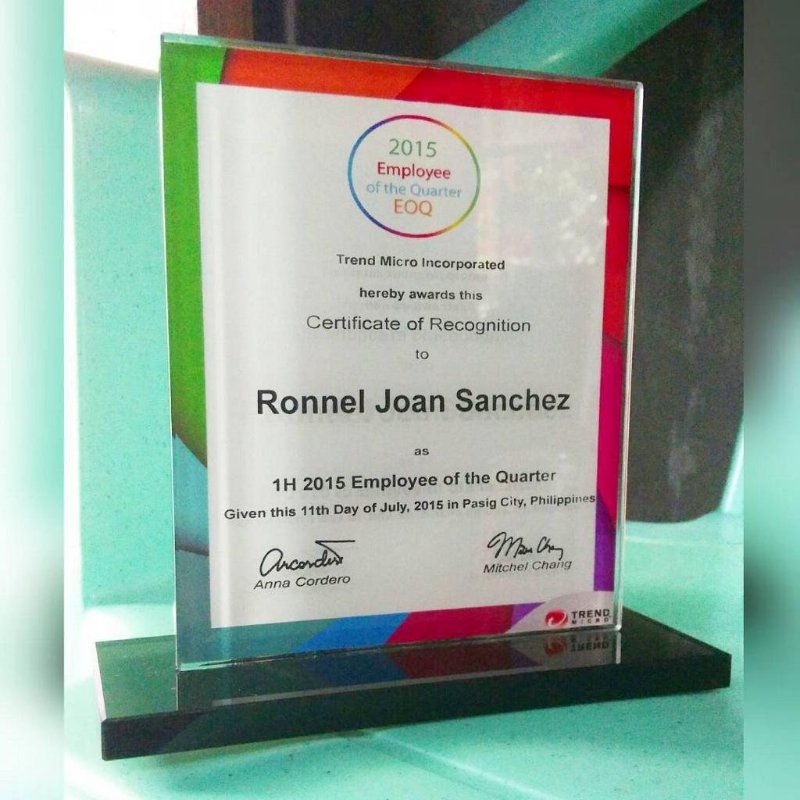 2015
Employee
of the Quarter
EOQ
Trend Micro Incorporated
hereby awards this
Certificate of Recognition
to
Ronnel Joan Sanchez
as
1H 2015 Employee of the Quarter
Given this 11th Day of July, 2015 in Pasig City, Philippines
Anna Cordero
Mitchel Chang
TREND
MICRO